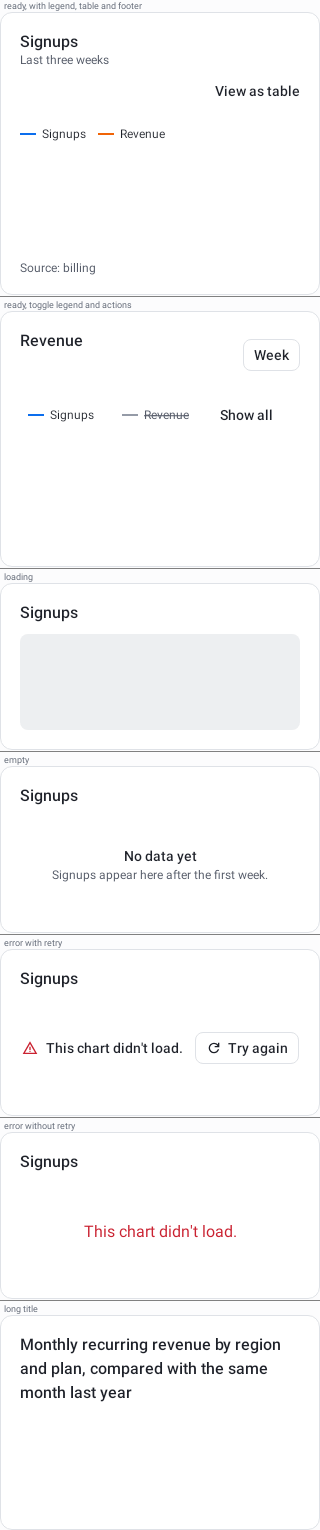 ready, with legend, table and footer
Signups
Last three weeks
View as table
Signups Revenue
Source: billing
ready, toggle legend and actions
Revenue
Week
Signups Revenue Show all
loading
Signups
empty
Signups
No data yet
Signups appear here after the first week.
error with retry
Signups
This chart didn't load. Try again
error without retry
Signups
This chart didn't load.
long title
Monthly recurring revenue by region
and plan, compared with the same
month last year